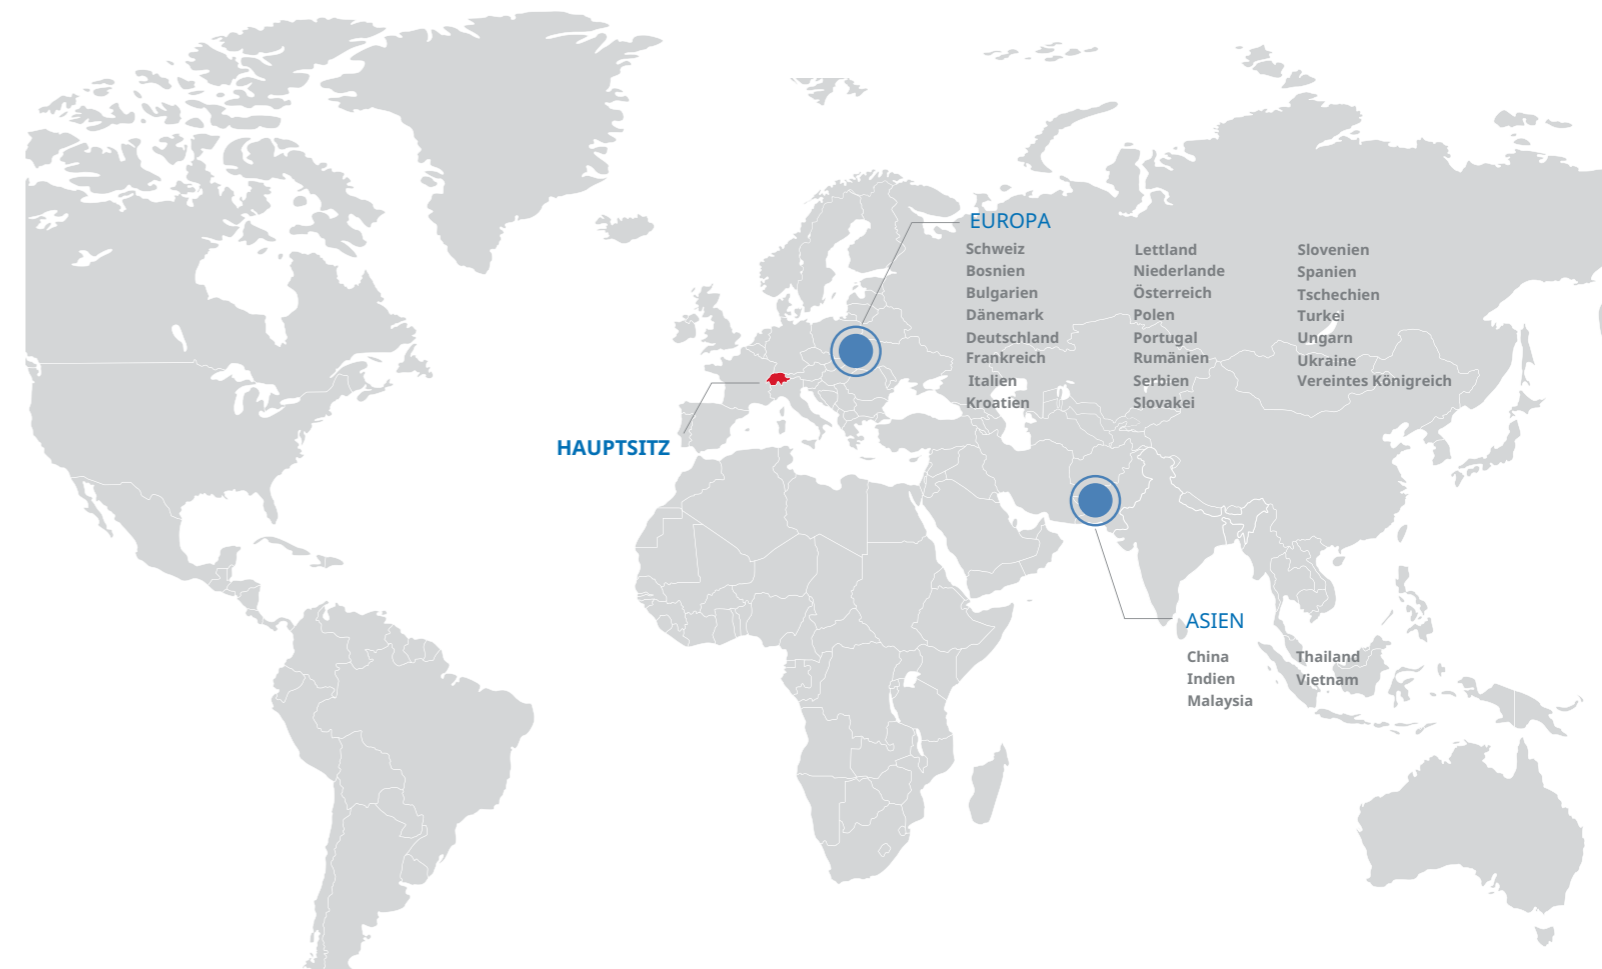 EUROPA
Schweiz
Bosnien
Bulgarien
Dänemark
Deutschland
Frankreich
Italien
Kroatien
Lettland
Niederlande
Österreich
Polen
Portugal
Rumänien
Serbien
Slovakei
Slovenien
Spanien
Tschechien
Turkei
Ungarn
Ukraine
Vereintes Königreich
HAUPTSITZ
ASIEN
China
Indien
Malaysia
Thailand
Vietnam